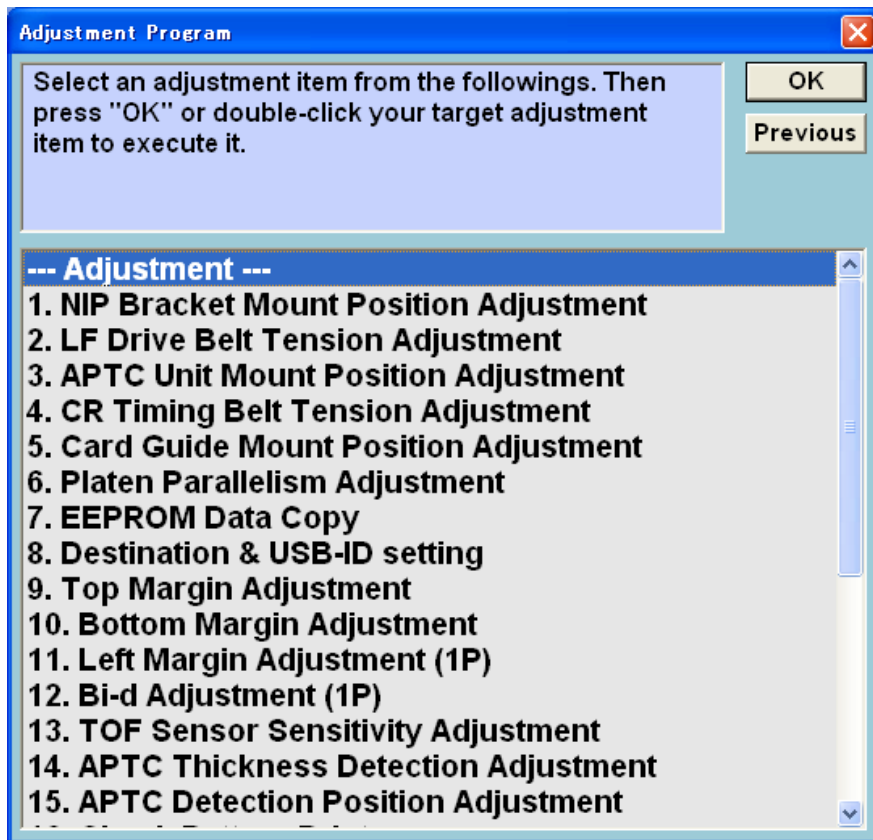 Adjustment Program
Select an adjustment item from the followings. Then
press "OK" or double-click your target adjustment
item to execute it.
OK
Previous
--- Adjustment ---
1. NIP Bracket Mount Position Adjustment
2. LF Drive Belt Tension Adjustment
3. APTC Unit Mount Position Adjustment
4. CR Timing Belt Tension Adjustment
5. Card Guide Mount Position Adjustment
6. Platen Parallelism Adjustment
7. EEPROM Data Copy
8. Destination & USB-ID setting
9. Top Margin Adjustment
10. Bottom Margin Adjustment
11. Left Margin Adjustment (1P)
12. Bi-d Adjustment (1P)
13. TOF Sensor Sensitivity Adjustment
14. APTC Thickness Detection Adjustment
15. APTC Detection Position Adjustment